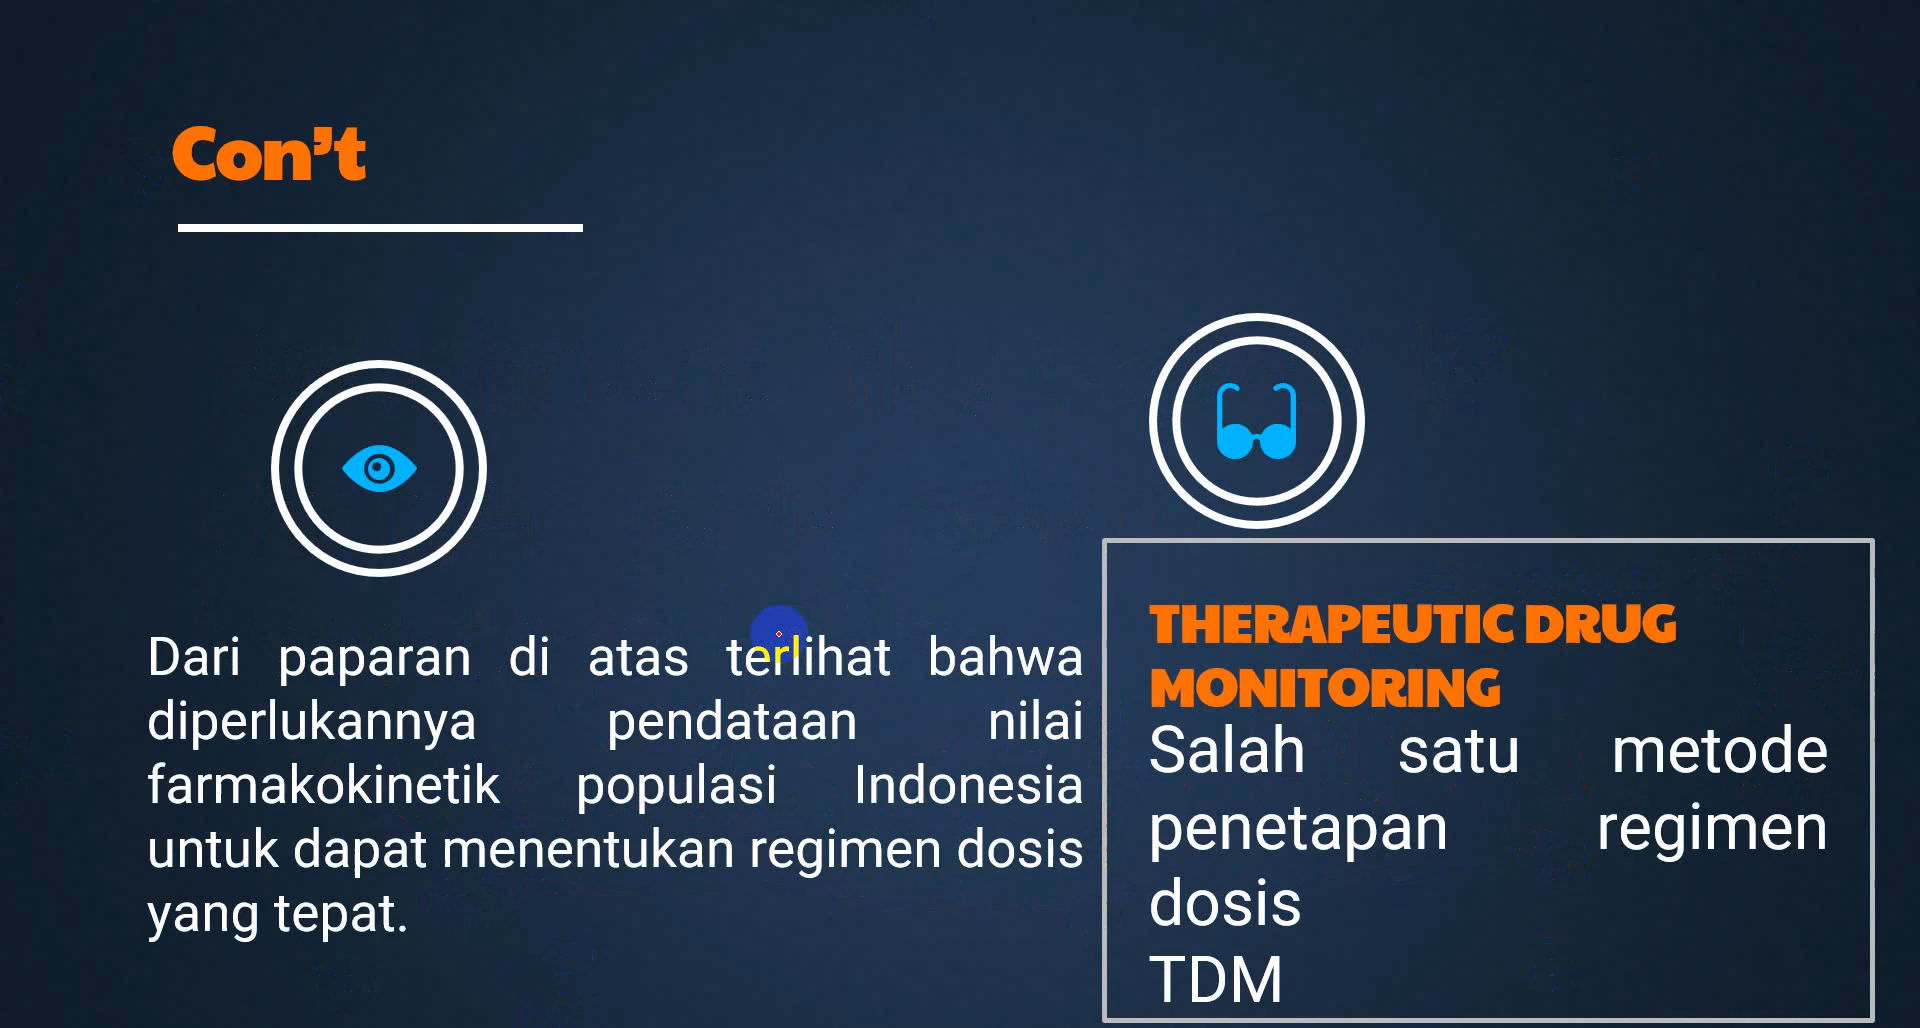 Con’t
Dari paparan di atas terlihat bahwa
diperlukannya pendataan nilai
farmakokinetik populasi Indonesia
untuk dapat menentukan regimen dosis
yang tepat.
THERAPEUTIC DRUG
MONITORING
Salah satu metode
penetapan regimen
dosis
TDM